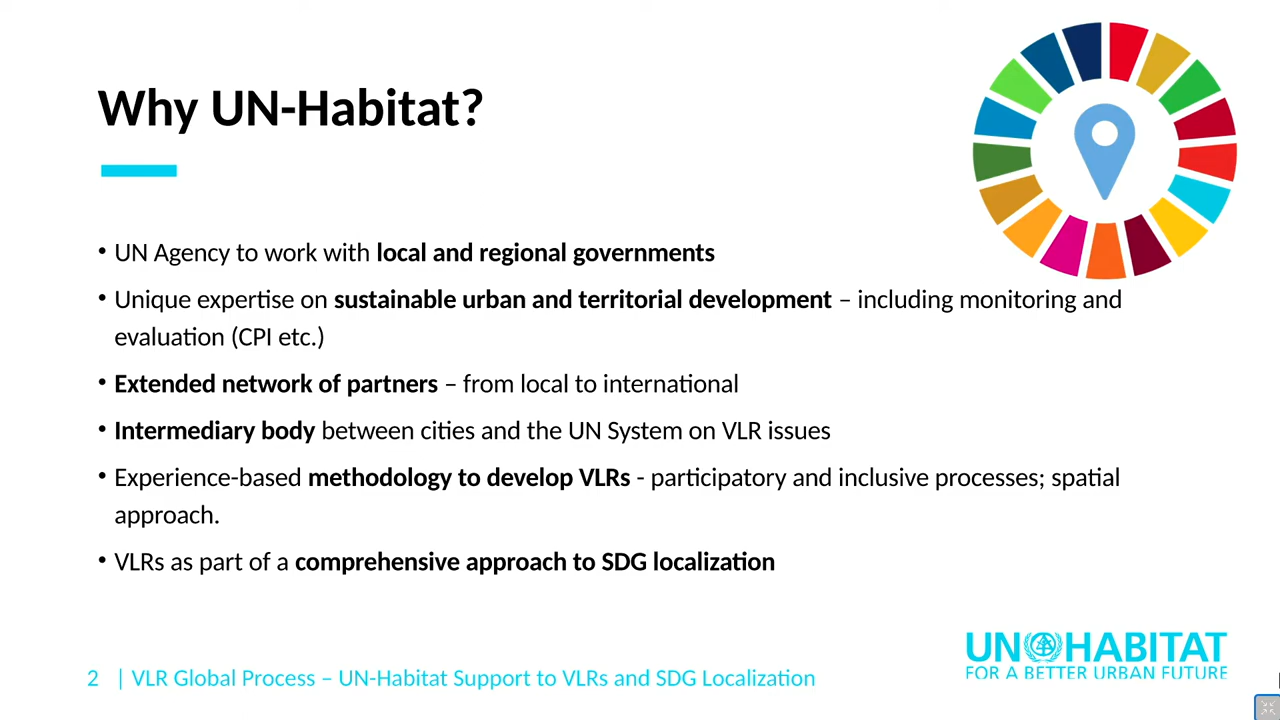 Why UN-Habitat?
• UN Agency to work with local and regional governments
• Unique expertise on sustainable urban and territorial development – including monitoring and
evaluation (CPI etc.)
• Extended network of partners – from local to international
• Intermediary body between cities and the UN System on VLR issues
• Experience-based methodology to develop VLRs - participatory and inclusive processes; spatial
approach.
• VLRs as part of a comprehensive approach to SDG localization
UN HABITAT
FOR A BETTER URBAN FUTURE
2 | VLR Global Process – UN-Habitat Support to VLRs and SDG Localization